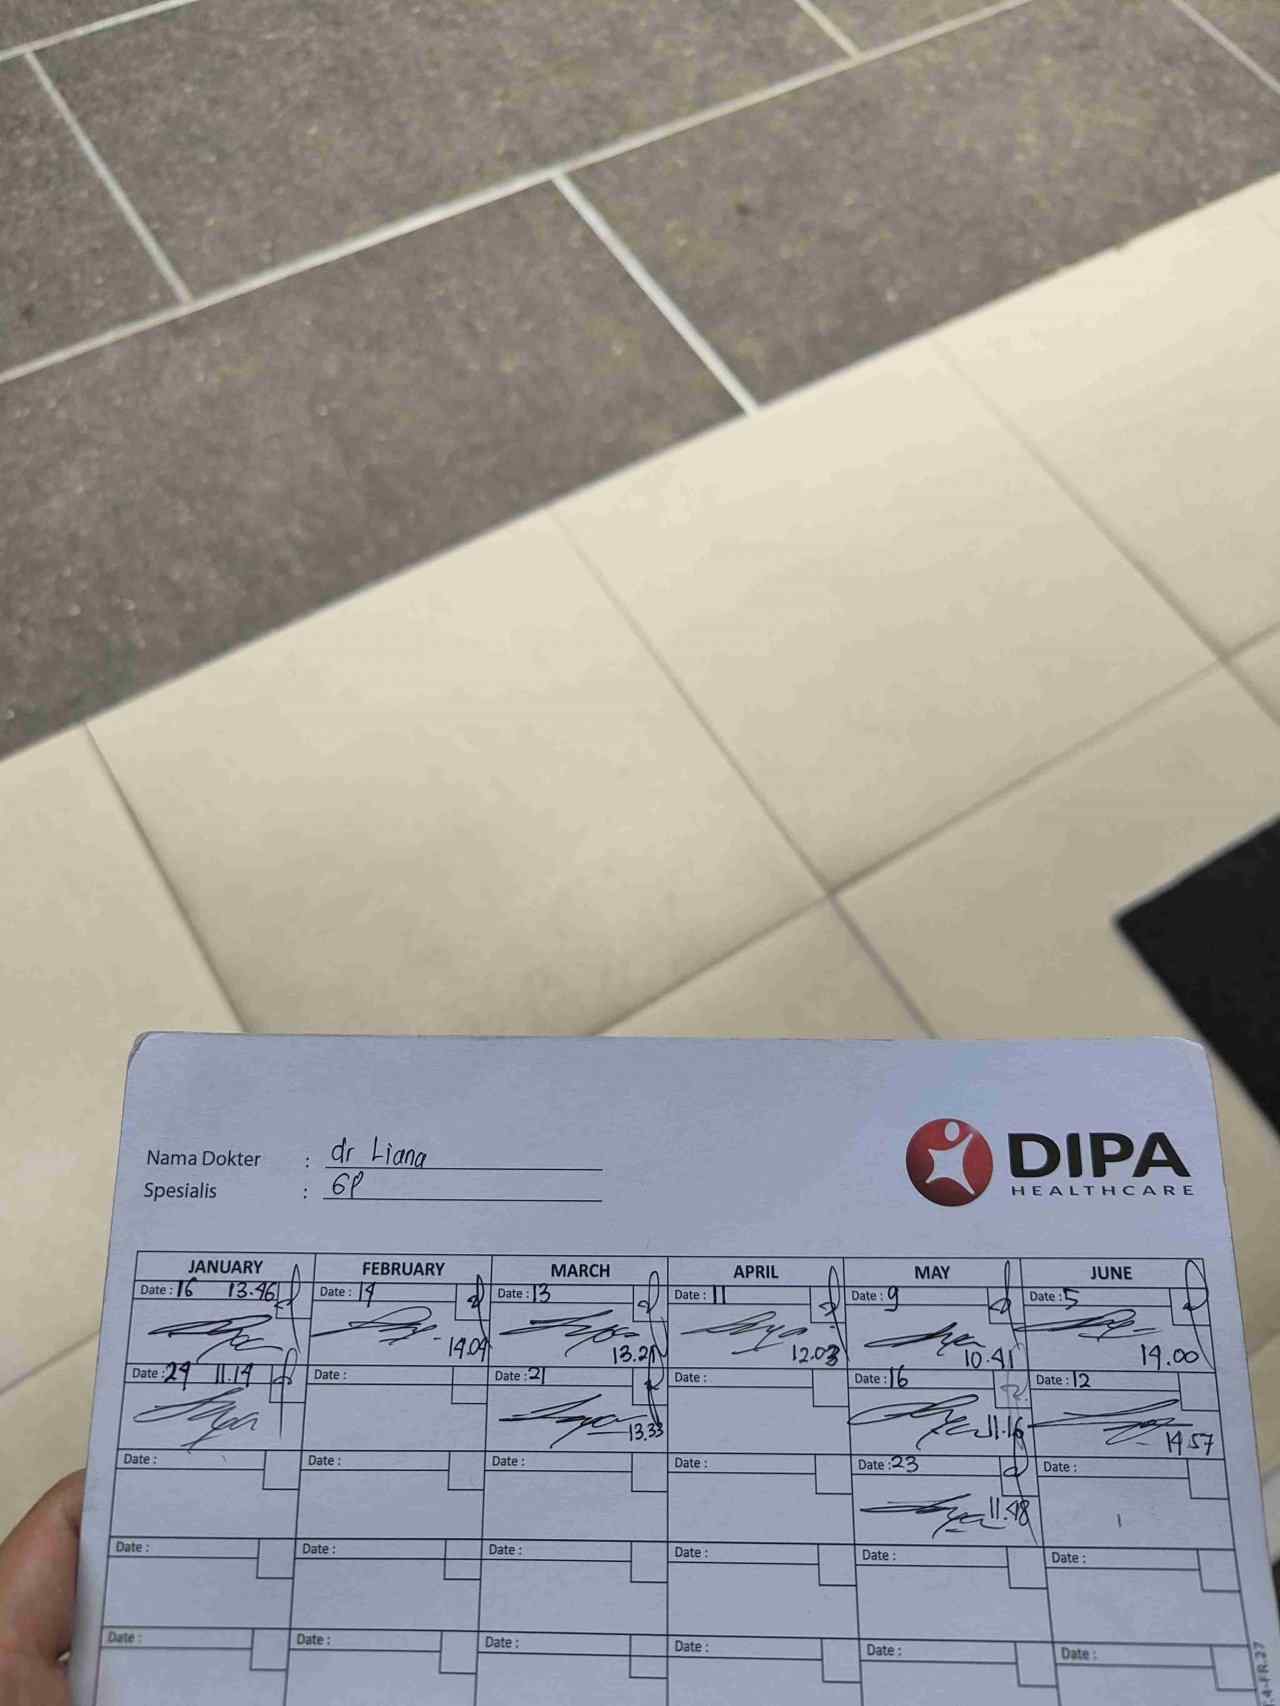 Nama Dokter : dr Liana
Spesialis : GP
DIPA
HEALTHCARE
JANUARY FEBRUARY MARCH APRIL MAY JUNE
Date : 16 13.46 Date : 14 Date : 13 Date : 11 Date : 9 Date : 5
14.04 13.21 12.03 10.41 14.00
Date : 24 11.14 Date : Date : 21 Date : Date : 16 Date : 12
13.33 11.16 14.57
Date : Date : Date : Date : Date : 23 Date :
11.48
Date : Date : Date : Date : Date : Date :
Date : Date : Date : Date : Date : Date :